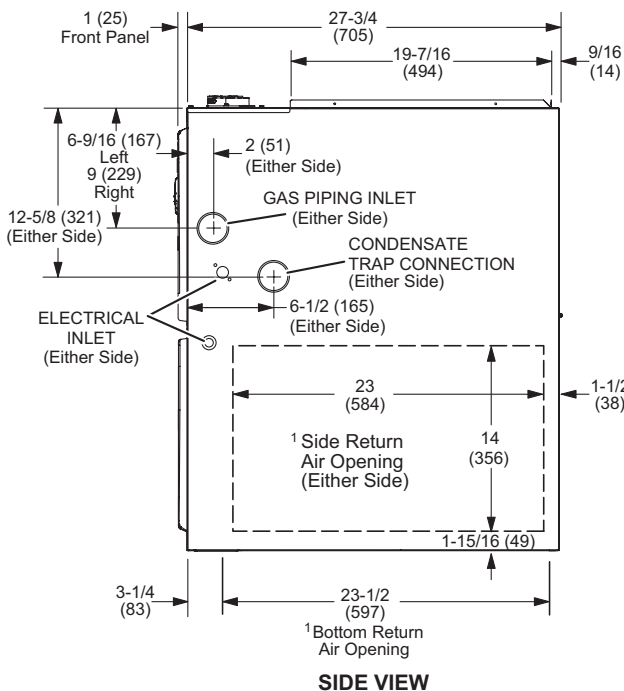 1 (25)
Front Panel
27-3/4
(705)
19-7/16
(494)
9/16
(14)
6-9/16 (167)
Left
9 (229)
Right
2 (51)
(Either Side)
12-5/8 (321)
(Either Side)
GAS PIPING INLET
(Either Side)
CONDENSATE
TRAP CONNECTION
(Either Side)
6-1/2 (165)
(Either Side)
ELECTRICAL
INLET
(Either Side)
23
(584)
1-1/2
(38)
1 Side Return
Air Opening
(Either Side)
14
(356)
1-15/16 (49)
3-1/4
(83)
23-1/2
(597)
1 Bottom Return
Air Opening
SIDE VIEW